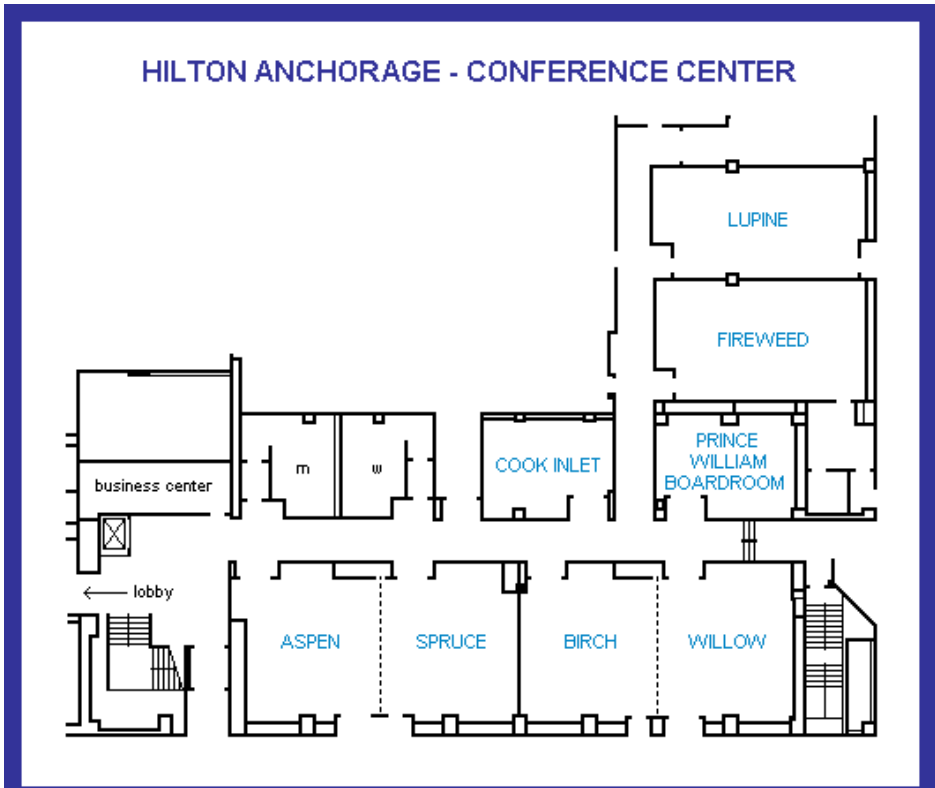 HILTON ANCHORAGE - CONFERENCE CENTER
LUPINE
FIREWEED
PRINCE
WILLIAM
BOARDROOM
COOK INLET
m
w
business center
lobby
ASPEN
SPRUCE
BIRCH
WILLOW